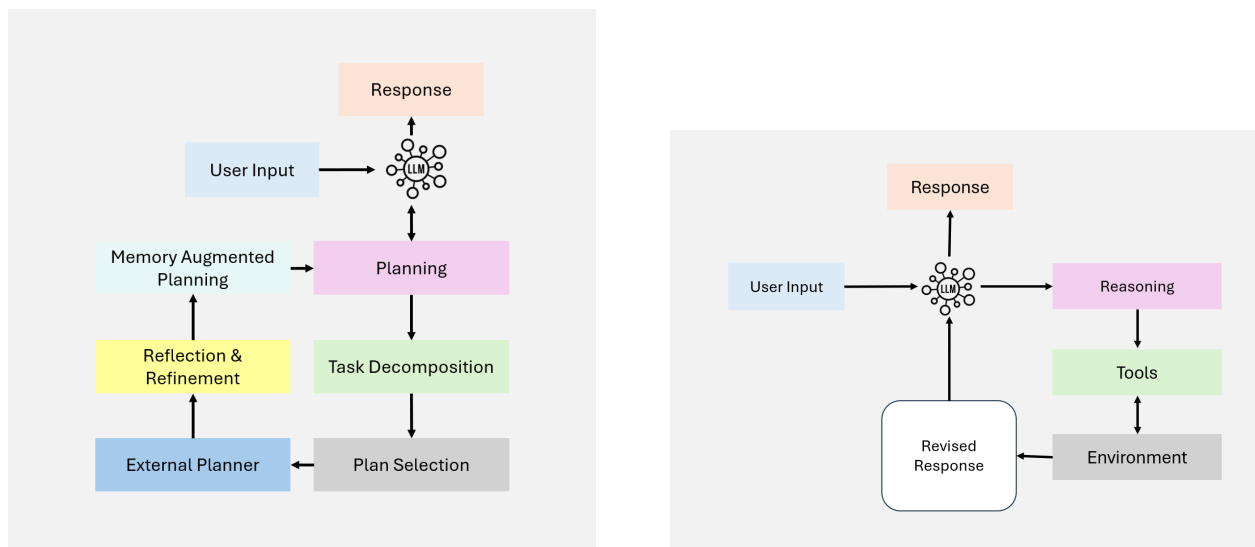 Response
User Input
LLM
Memory Augmented
Planning
Planning
Reflection &
Refinement
Task Decomposition
External Planner
Plan Selection
Response
User Input
LLM
Reasoning
Tools
Revised
Response
Environment